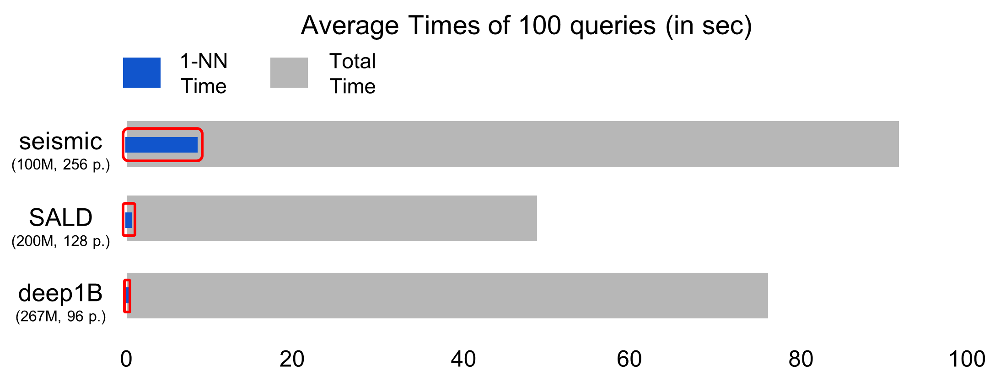 Average Times of 100 queries (in sec)
1-NN
Time
Total
Time
seismic
(100M, 256 p.)
SALD
(200M, 128 p.)
deep1B
(267M, 96 p.)
0 20 40 60 80 100